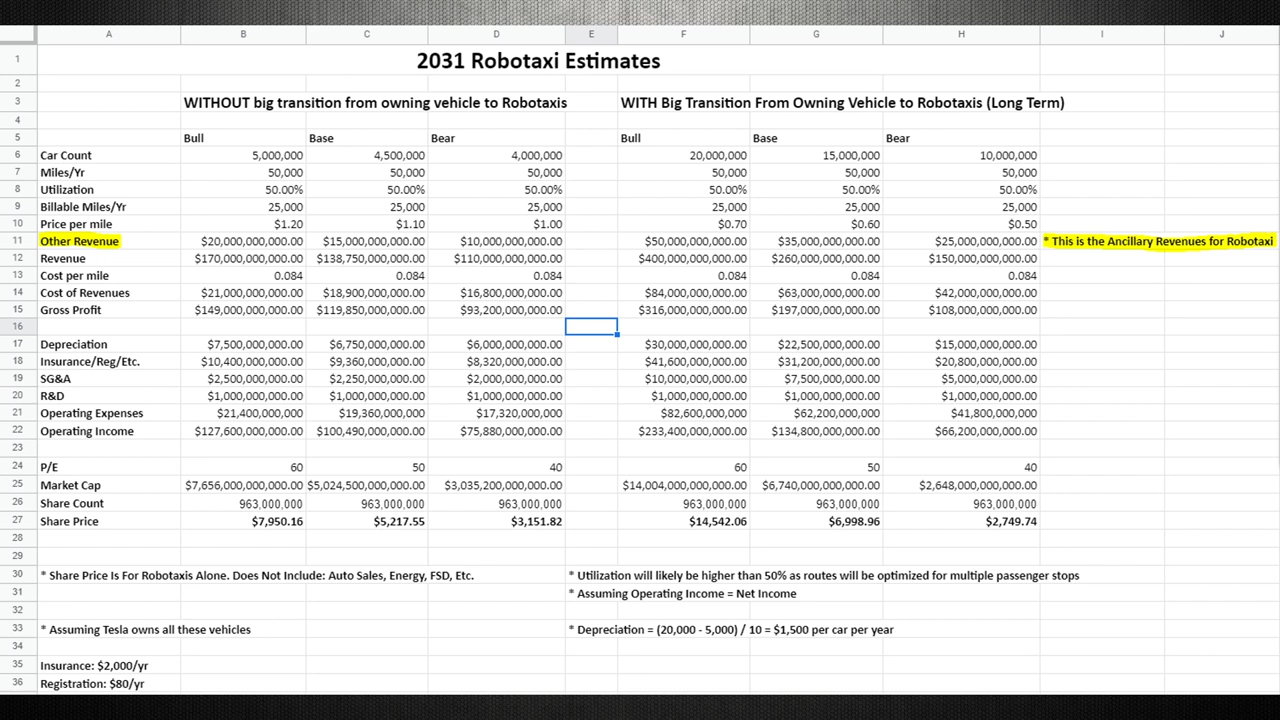 A B C D E F G H I J
1 2031 Robotaxi Estimates
2
3 WITHOUT big transition from owning vehicle to Robotaxis WITH Big Transition From Owning Vehicle to Robotaxis (Long Term)
4
5 Bull Base Bear Bull Base Bear
6 Car Count 5,000,000 4,500,000 4,000,000 20,000,000 15,000,000 10,000,000
7 Miles/Yr 50,000 50,000 50,000 50,000 50,000 50,000
8 Utilization 50.00% 50.00% 50.00% 50.00% 50.00% 50.00%
9 Billable Miles/Yr 25,000 25,000 25,000 25,000 25,000 25,000
10 Price per mile $1.20 $1.10 $1.00 $0.70 $0.60 $0.50
11 Other Revenue $20,000,000,000.00 $15,000,000,000.00 $10,000,000,000.00 $50,000,000,000.00 $35,000,000,000.00 $25,000,000,000.00 * This is the Ancillary Revenues for Robotaxi
12 Revenue $170,000,000,000.00 $138,750,000,000.00 $110,000,000,000.00 $400,000,000,000.00 $260,000,000,000.00 $150,000,000,000.00
13 Cost per mile 0.084 0.084 0.084 0.084 0.084 0.084
14 Cost of Revenues $21,000,000,000.00 $18,900,000,000.00 $16,800,000,000.00 $84,000,000,000.00 $63,000,000,000.00 $42,000,000,000.00
15 Gross Profit $149,000,000,000.00 $119,850,000,000.00 $93,200,000,000.00 $316,000,000,000.00 $197,000,000,000.00 $108,000,000,000.00
16
17 Depreciation $7,500,000,000.00 $6,750,000,000.00 $6,000,000,000.00 $30,000,000,000.00 $22,500,000,000.00 $15,000,000,000.00
18 Insurance/Reg/Etc. $10,400,000,000.00 $9,360,000,000.00 $8,320,000,000.00 $41,600,000,000.00 $31,200,000,000.00 $20,800,000,000.00
19 SG&A $2,500,000,000.00 $2,250,000,000.00 $2,000,000,000.00 $10,000,000,000.00 $7,500,000,000.00 $5,000,000,000.00
20 R&D $1,000,000,000.00 $1,000,000,000.00 $1,000,000,000.00 $1,000,000,000.00 $1,000,000,000.00 $1,000,000,000.00
21 Operating Expenses $21,400,000,000 $19,360,000,000 $17,320,000,000 $82,600,000,000 $62,200,000,000 $41,800,000,000
22 Operating Income $127,600,000,000.00 $100,490,000,000.00 $75,880,000,000.00 $233,400,000,000.00 $134,800,000,000.00 $66,200,000,000.00
23
24 P/E 60 50 40 60 50 40
25 Market Cap $7,656,000,000,000.00 $5,024,500,000,000.00 $3,035,200,000,000.00 $14,004,000,000,000.00 $6,740,000,000,000.00 $2,648,000,000,000.00
26 Share Count 963,000,000 963,000,000 963,000,000 963,000,000 963,000,000 963,000,000
27 Share Price $7,950.16 $5,217.55 $3,151.82 $14,542.06 $6,998.96 $2,749.74
28
29
30 * Share Price Is For Robotaxis Alone. Does Not Include: Auto Sales, Energy, FSD, Etc. * Utilization will likely be higher than 50% as routes will be optimized for multiple passenger stops
31 * Assuming Operating Income = Net Income
32
33 * Assuming Tesla owns all these vehicles * Depreciation = (20,000 - 5,000) / 10 = $1,500 per car per year
34
35 Insurance: $2,000/yr
36 Registration: $80/yr